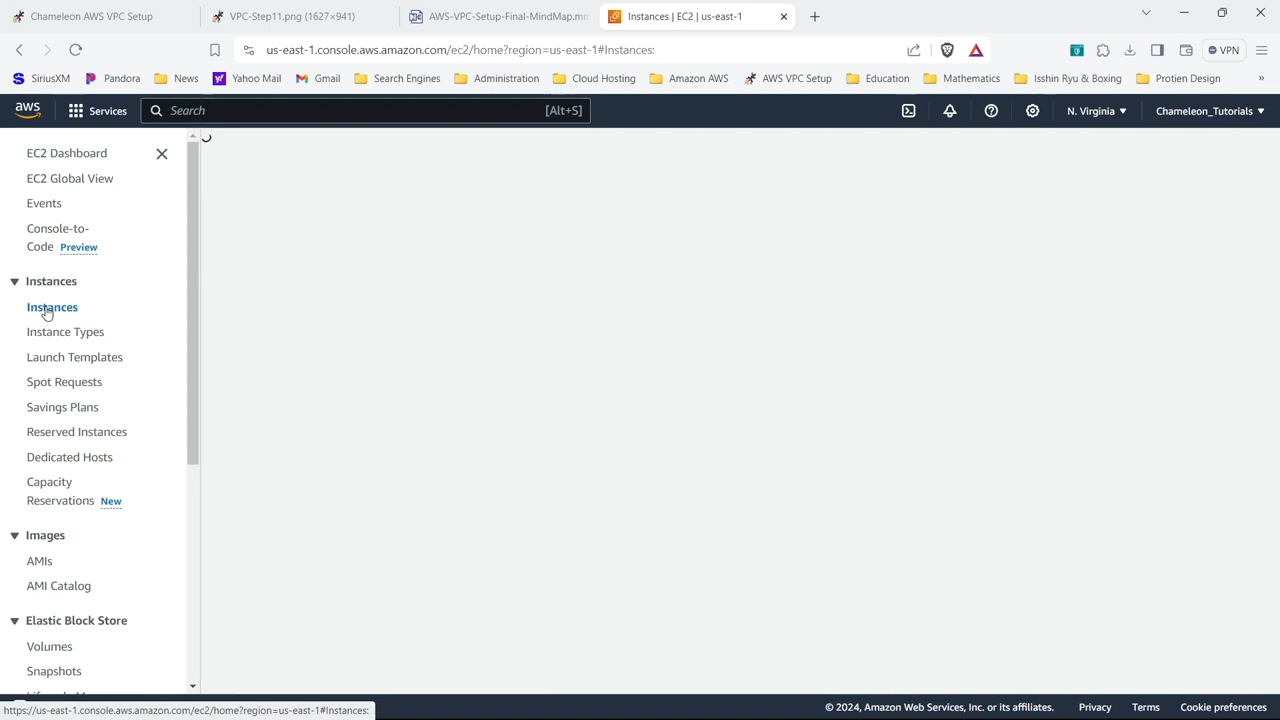 Chameleon AWS VPC Setup
VPC-Step11.png (1627×941)
AWS-VPC-Setup-Final-MindMap.mm
Instances | EC2 | us-east-1
us-east-1.console.aws.amazon.com/ec2/home?region=us-east-1#Instances:
VPN
SiriusXM
Pandora
News
Yahoo Mail
Gmail
Search Engines
Administration
Cloud Hosting
Amazon AWS
AWS VPC Setup
Education
Mathematics
Isshin Ryu & Boxing
Protien Design
»
aws
Services
Search
[Alt+S]
N. Virginia
Chameleon_Tutorials
EC2 Dashboard
EC2 Global View
Events
Console-to-
Code Preview
Instances
Instances
Instance Types
Launch Templates
Spot Requests
Savings Plans
Reserved Instances
Dedicated Hosts
Capacity
Reservations New
Images
AMIs
AMI Catalog
Elastic Block Store
Volumes
Snapshots
https://us-east-1.console.aws.amazon.com/ec2/home?region=us-east-1#Instances:
© 2024, Amazon Web Services, Inc. or its affiliates.
Privacy
Terms
Cookie preferences